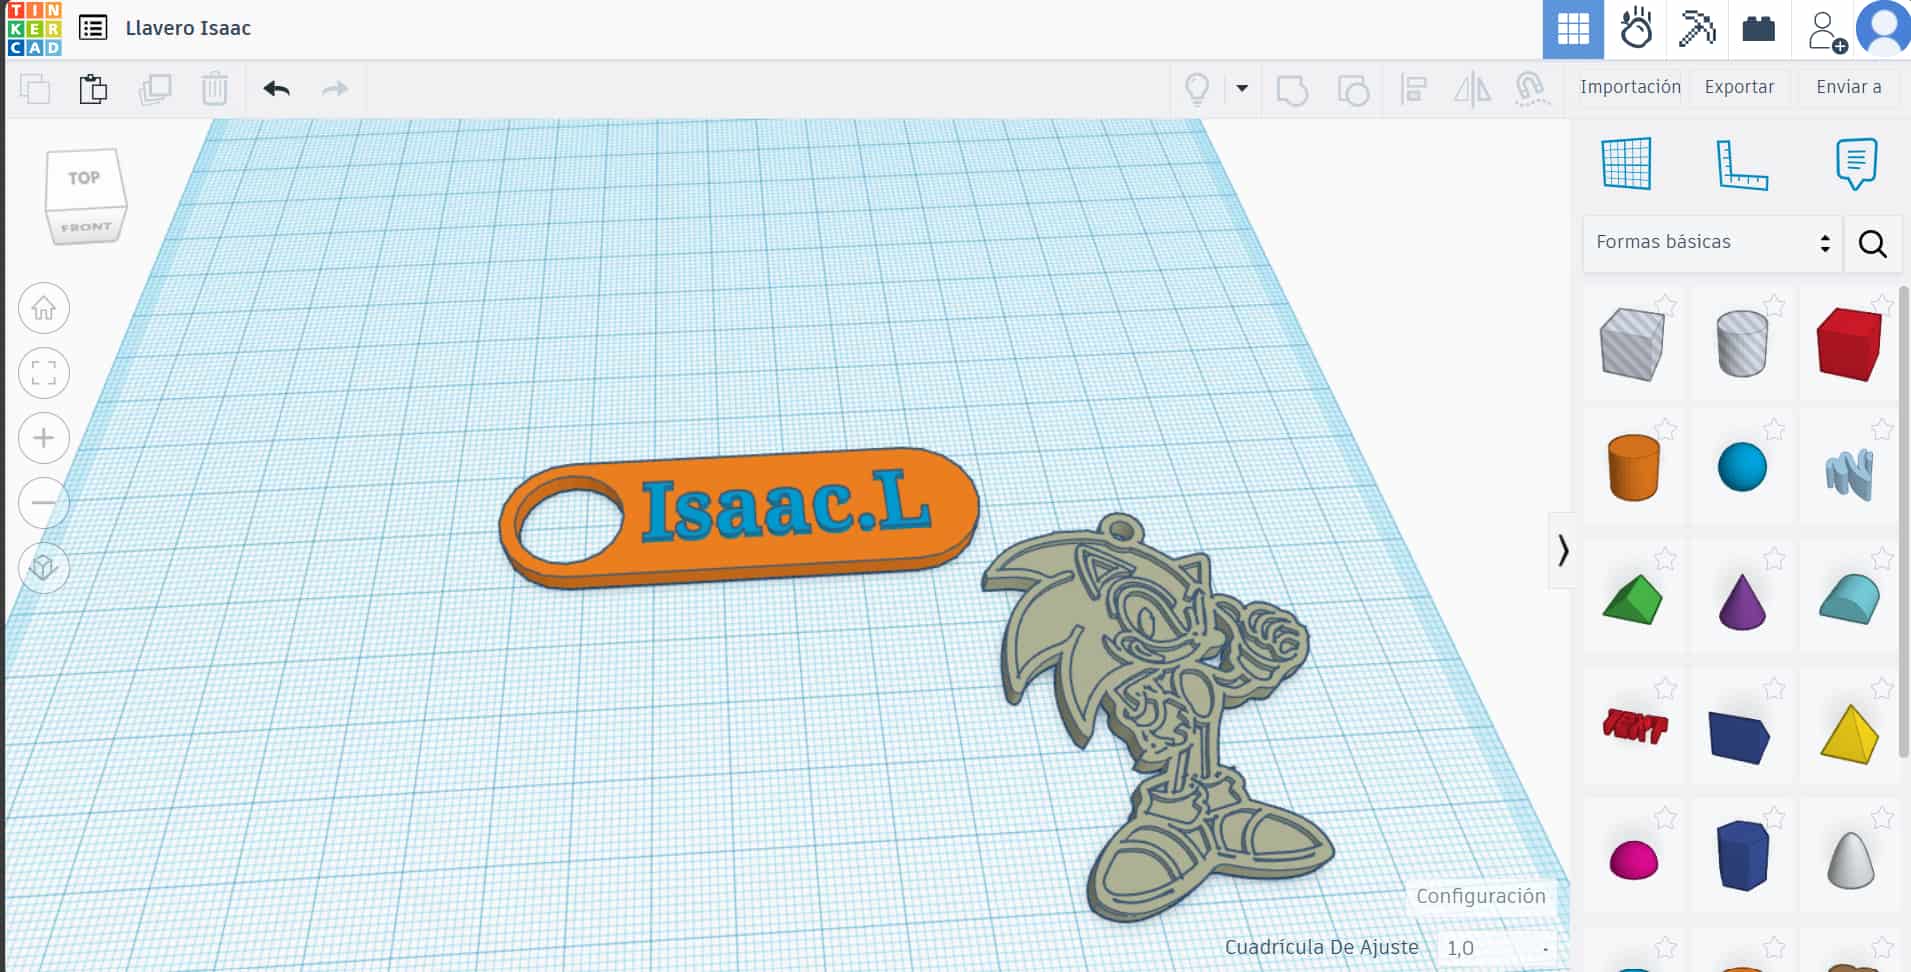 TIN
KER
CAD
Llavero Isaac
Importación
Exportar
Enviar a
TOP
FRONT
Formas básicas
Isaac.L
TEXT
Configuración
Cuadrícula De Ajuste
1,0